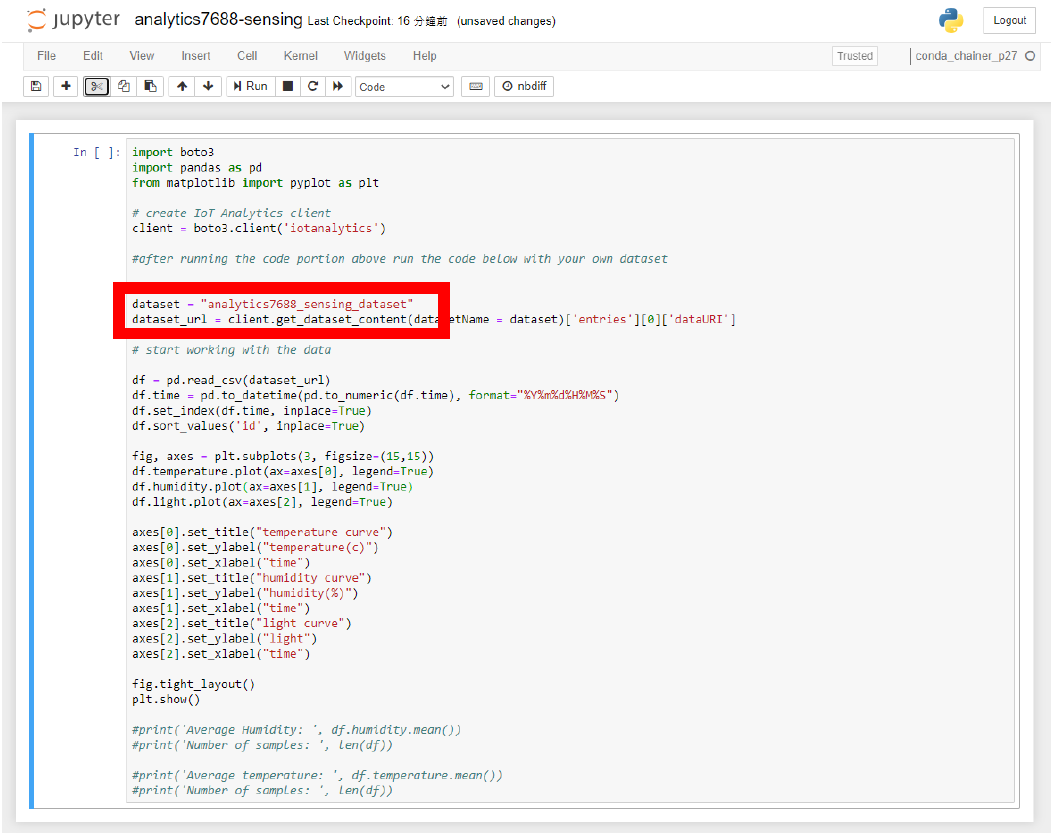 jupyter analytics7688-sensing Last Checkpoint: 16 分鐘前 (unsaved changes) Logout
File Edit View Insert Cell Kernel Widgets Help Trusted conda_chainer_p27
Run Code nbdiff
In [ ]: import boto3
import pandas as pd
from matplotlib import pyplot as plt
# create IoT Analytics client
client = boto3.client('iotanalytics')
#after running the code portion above run the code below with your own dataset
dataset = "analytics7688_sensing_dataset"
dataset_url = client.get_dataset_content(datasetName = dataset)['entries'][0]['dataURI']
# start working with the data
df = pd.read_csv(dataset_url)
df.time = pd.to_datetime(pd.to_numeric(df.time), format="%Y%m%d%H%M%S")
df.set_index(df.time, inplace=True)
df.sort_values('id', inplace=True)
fig, axes = plt.subplots(3, figsize=(15,15))
df.temperature.plot(ax=axes[0], legend=True)
df.humidity.plot(ax=axes[1], legend=True)
df.light.plot(ax=axes[2], legend=True)
axes[0].set_title("temperature curve")
axes[0].set_ylabel("temperature(c)")
axes[0].set_xlabel("time")
axes[1].set_title("humidity curve")
axes[1].set_ylabel("humidity(%)")
axes[1].set_xlabel("time")
axes[2].set_title("light curve")
axes[2].set_ylabel("light")
axes[2].set_xlabel("time")
fig.tight_layout()
plt.show()
#print('Average Humidity: ', df.humidity.mean())
#print('Number of samples: ', len(df))
#print('Average temperature: ', df.temperature.mean())
#print('Number of samples: ', len(df))